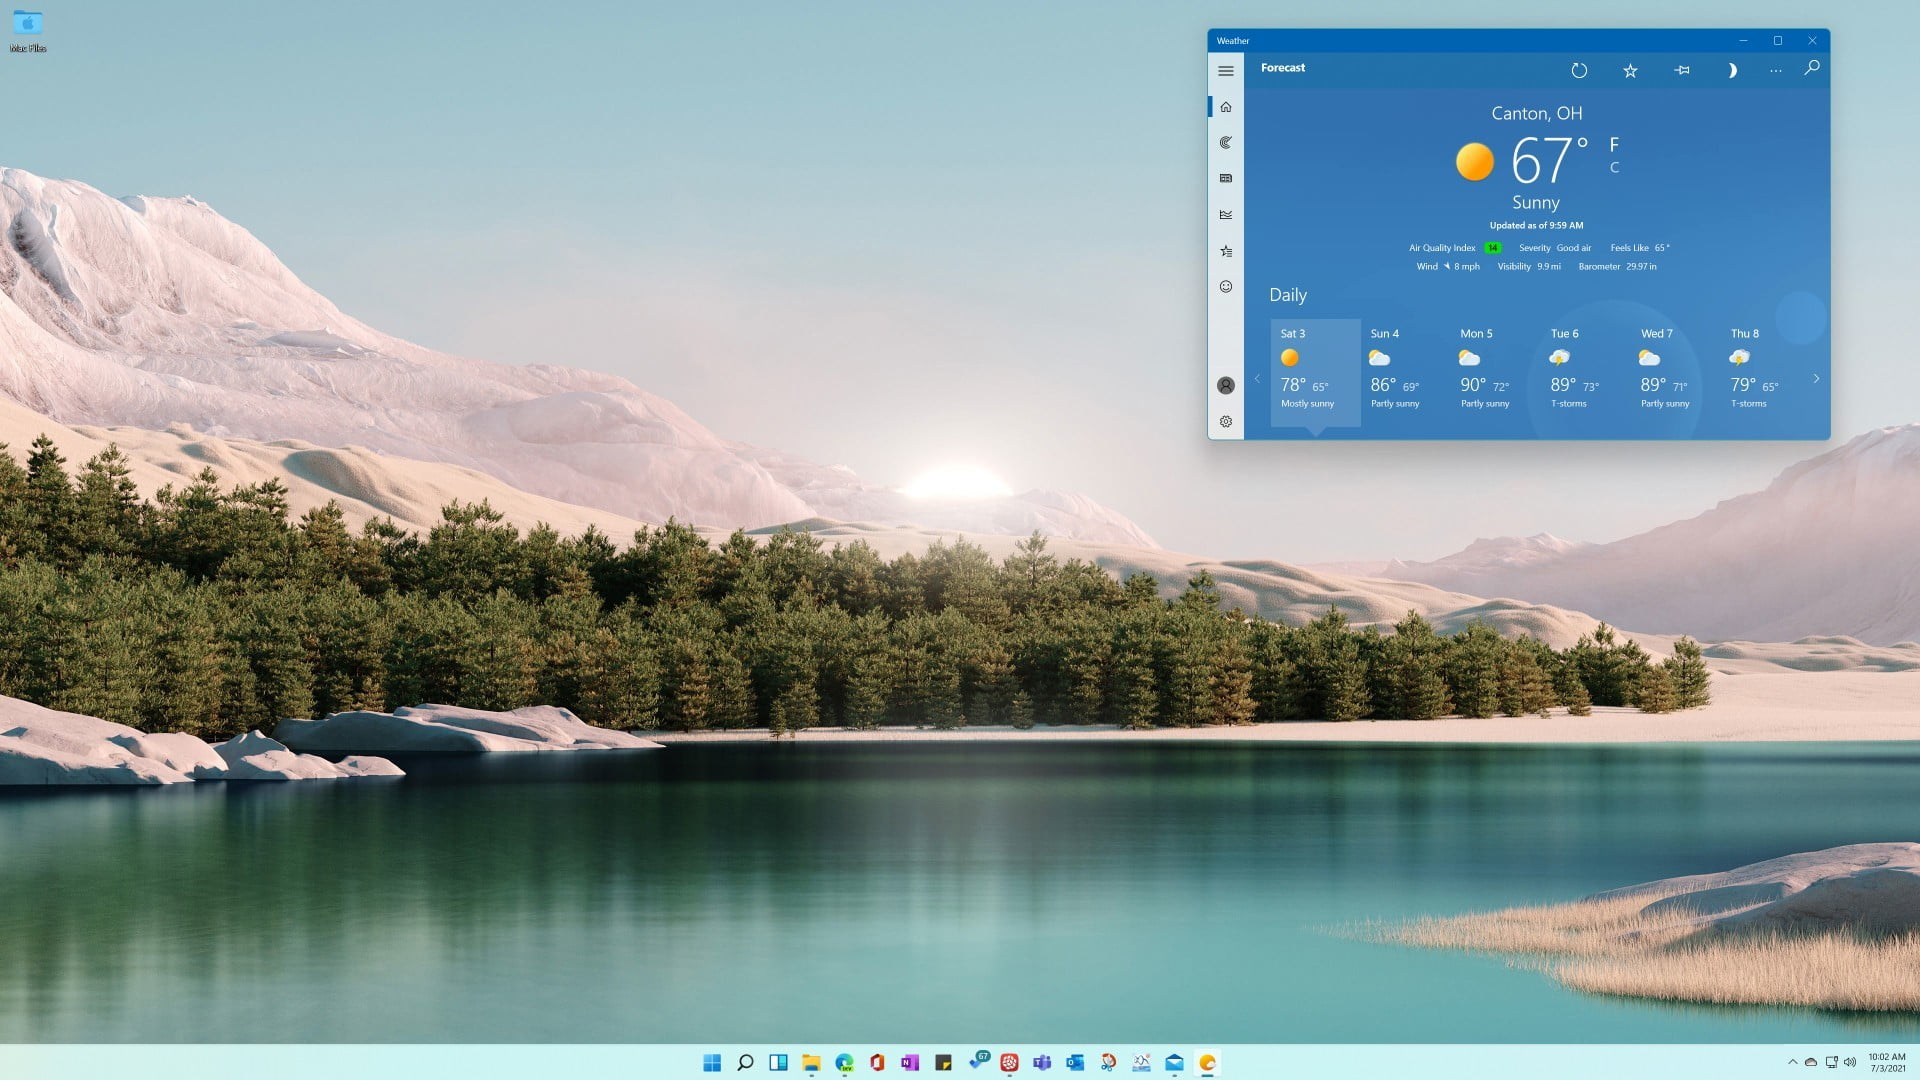 Mac Files
Weather
Forecast
Canton, OH
67° F
C
Sunny
Updated as of 9:59 AM
Air Quality Index 14 Severity Good air Feels Like 65°
Wind 8 mph Visibility 9.9 mi Barometer 29.97 in
Daily
Sat 3 Sun 4 Mon 5 Tue 6 Wed 7 Thu 8
78° 65° 86° 69° 90° 72° 89° 73° 89° 71° 79° 65°
Mostly sunny Partly sunny Partly sunny T-storms Partly sunny T-storms
DEV
N
67
T
O
10:02 AM
7/3/2021